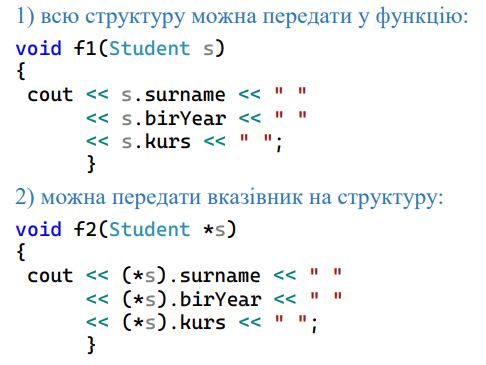 1) всю структуру можна передати у функцію:
void f1(Student s)
{
cout << s.surname << " "
<< s.birYear << " "
<< s.kurs << " ";
}
2) можна передати вказівник на структуру:
void f2(Student *s)
{
cout << (*s).surname << " "
<< (*s).birYear << " "
<< (*s).kurs << " ";
}